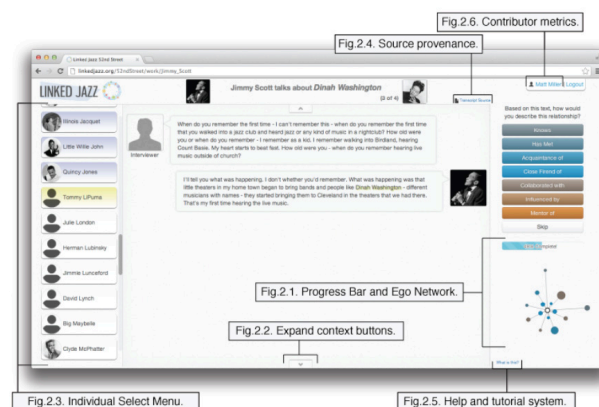 Fig.2.6. Contributor metrics.
Fig.2.4. Source provenance.
Linked Jazz 52nd Street
linkedjazz.org/52ndStreet/work/jimmy_Scott
LINKED JAZZ
Jimmy Scott talks about Dinah Washington
[3 of 4]
Transcript Source
Matt Miller Logout
Illinois Jacquet
Little Willie John
Quincy Jones
Tommy LiPuma
Julie London
Herman Lubinsky
Jimmie Lunceford
David Lynch
Big Maybelle
Clyde McPhatter
Interviewer
When do you remember the first time - I can't remember this - when do you remember the first time
that you walked into a jazz club and heard jazz or any kind of music in a nightclub? How old were
you or when do you remember - I remember as a kid. I remember walking into Birdland, hearing
Count Basie. My heart starts to beat fast. How old were you - when do you remember hearing live
music outside of church?
I'll tell you what was happening. I don't whether you'd remember. What was happening was that
little theaters in my home town began to bring bands and people like Dinah Washington - different
musicians with names - they started bringing them to Cleveland in the theaters that we had there.
That's my first time hearing the live music.
Based on this text, how would
you describe this relationship?
Knows
Has Met
Acquaintance of
Close Friend of
Collaborated with
Influenced by
Mentor of
Skip
Fig.2.1. Progress Bar and Ego Network.
Fig.2.2. Expand context buttons.
What is this?
Fig.2.3. Individual Select Menu.
Fig.2.5. Help and tutorial system.